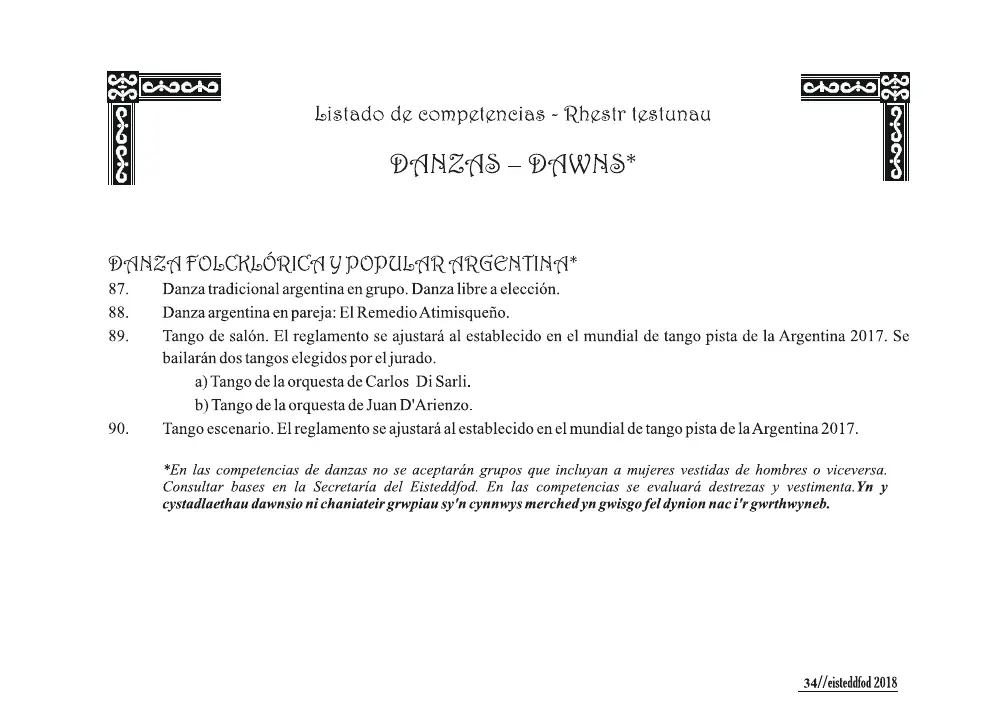 Listado de competencias - Rhestr testunau
DANZAS – DAWNS*
DANZA FOLCKLÓRICA Y POPULAR ARGENTINA*
87. Danza tradicional argentina en grupo. Danza libre a elección.
88. Danza argentina en pareja: El Remedio Atimisqueño.
89. Tango de salón. El reglamento se ajustará al establecido en el mundial de tango pista de la Argentina 2017. Se
bailarán dos tangos elegidos por el jurado.
a) Tango de la orquesta de Carlos Di Sarli.
b) Tango de la orquesta de Juan D'Arienzo.
90. Tango escenario. El reglamento se ajustará al establecido en el mundial de tango pista de la Argentina 2017.
*En las competencias de danzas no se aceptarán grupos que incluyan a mujeres vestidas de hombres o viceversa.
Consultar bases en la Secretaría del Eisteddfod. En las competencias se evaluará destrezas y vestimenta.Yn y
cystadlaethau dawnsio ni chaniateir grwpiau sy'n cynnwys merched yn gwisgo fel dynion nac i'r gwrthwyneb.
34//eisteddfod 2018